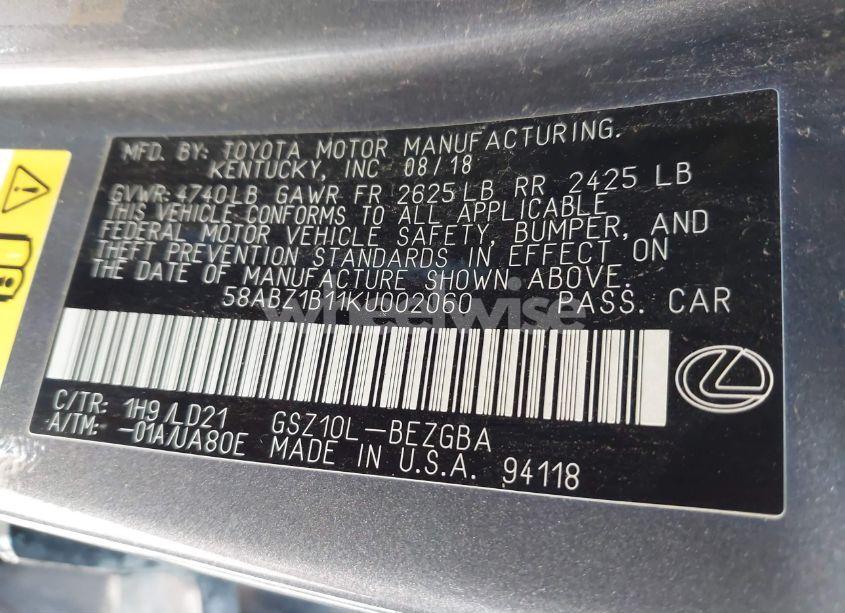 MFD. BY: TOYOTA MOTOR MANUFACTURING.
KENTUCKY, INC 08/18
GVWR: 4740LB GAWR FR 2625LB RR 2425 LB
THIS VEHICLE CONFORMS TO ALL APPLICABLE
FEDERAL MOTOR VEHICLE SAFETY, BUMPER, AND
THEFT PREVENTION STANDARDS IN EFFECT ON
THE DATE OF MANUFACTURE SHOWN ABOVE.
58ABZ1B11KU002060 PASS. CAR
wheelwise
C/TR: 1H9/LD21 GSZ10L-BEZGBA
A/TM: -01A/UA80E MADE IN U.S.A. 94118